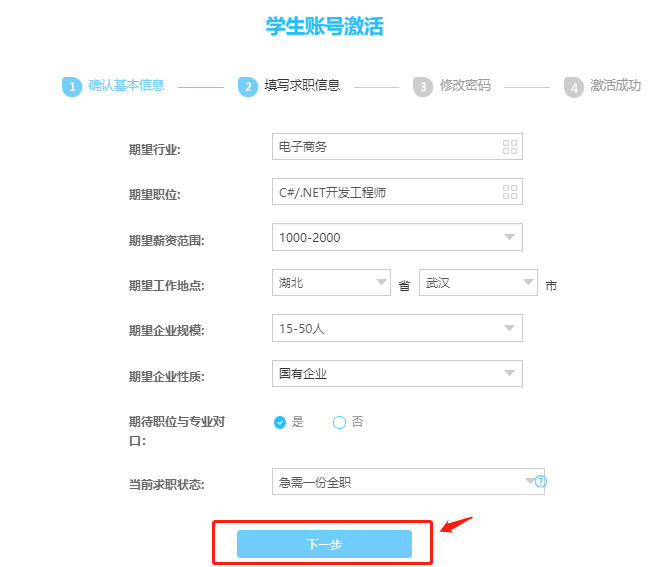 学生账号激活
1 确认基本信息 2 填写求职信息 3 修改密码 4 激活成功
期望行业: 电子商务
期望职位: C#/.NET开发工程师
期望薪资范围: 1000-2000
期望工作地点: 湖北 省 武汉 市
期望企业规模: 15-50人
期望企业性质: 国有企业
期待职位与专业对 是 否
口:
当前求职状态: 急需一份全职 ?
下一步